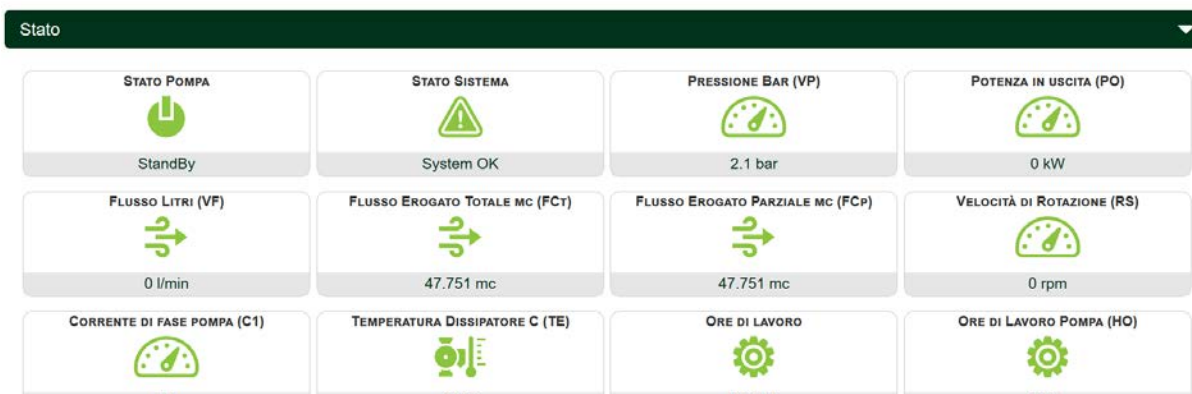 Stato
Stato Pompa
Stato Sistema
Pressione Bar (VP)
Potenza in uscita (PO)
StandBy
System OK
2.1 bar
0 kW
Flusso Litri (VF)
Flusso Erogato Totale mc (FCt)
Flusso Erogato Parziale mc (FCp)
Velocità di Rotazione (RS)
0 l/min
47.751 mc
47.751 mc
0 rpm
Corrente di fase pompa (C1)
Temperatura Dissipatore C (TE)
Ore di lavoro
Ore di Lavoro Pompa (HO)